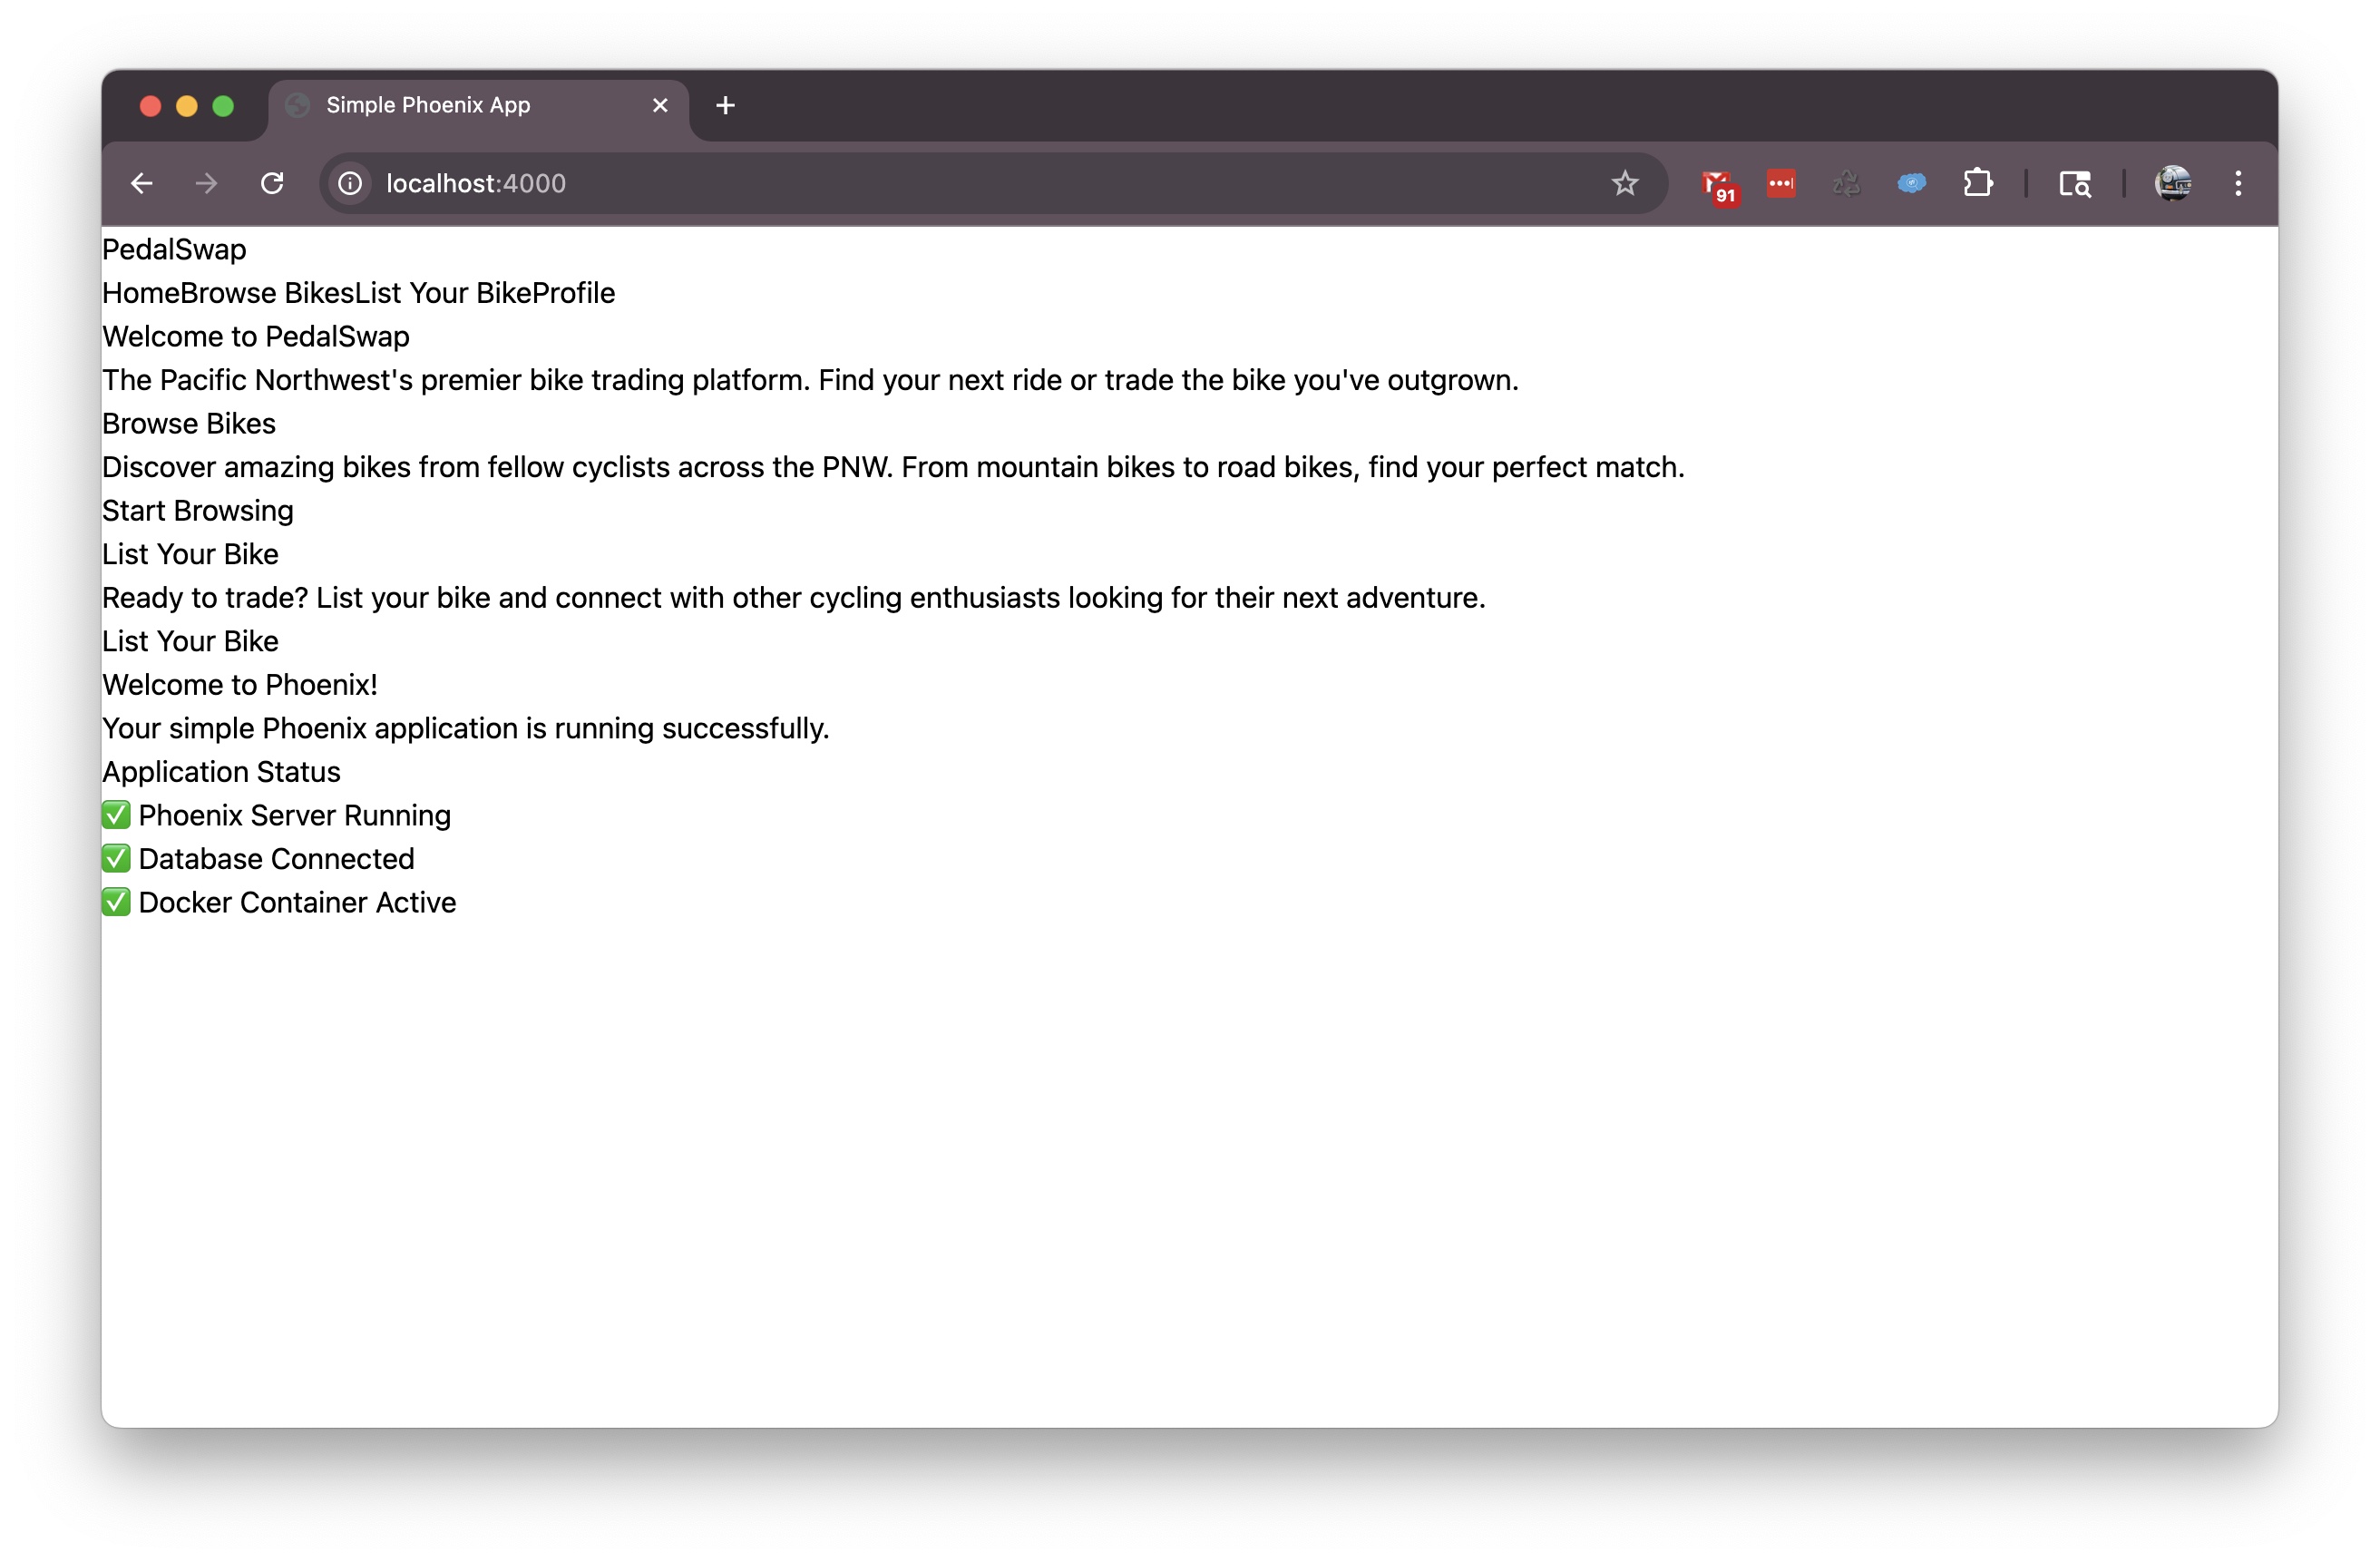 Simple Phoenix App
localhost:4000
91
PedalSwap
HomeBrowse BikesList Your BikeProfile
Welcome to PedalSwap
The Pacific Northwest's premier bike trading platform. Find your next ride or trade the bike you've outgrown.
Browse Bikes
Discover amazing bikes from fellow cyclists across the PNW. From mountain bikes to road bikes, find your perfect match.
Start Browsing
List Your Bike
Ready to trade? List your bike and connect with other cycling enthusiasts looking for their next adventure.
List Your Bike
Welcome to Phoenix!
Your simple Phoenix application is running successfully.
Application Status
✅ Phoenix Server Running
✅ Database Connected
✅ Docker Container Active